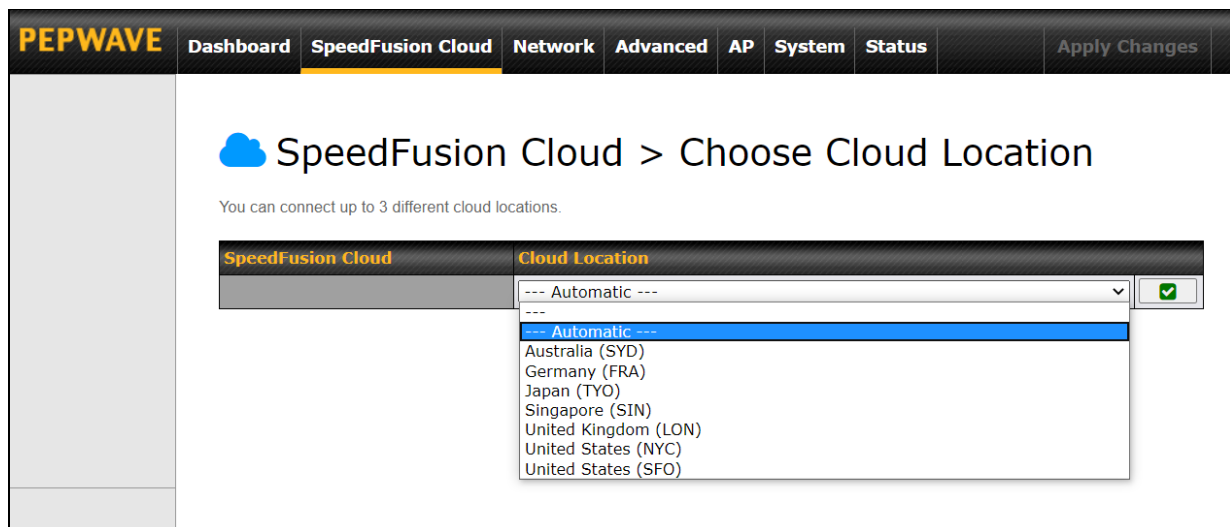 PEPWAVE Dashboard SpeedFusion Cloud Network Advanced AP System Status Apply Changes
SpeedFusion Cloud > Choose Cloud Location
You can connect up to 3 different cloud locations.
SpeedFusion Cloud Cloud Location
--- Automatic ---
---
--- Automatic ---
Australia (SYD)
Germany (FRA)
Japan (TYO)
Singapore (SIN)
United Kingdom (LON)
United States (NYC)
United States (SFO)